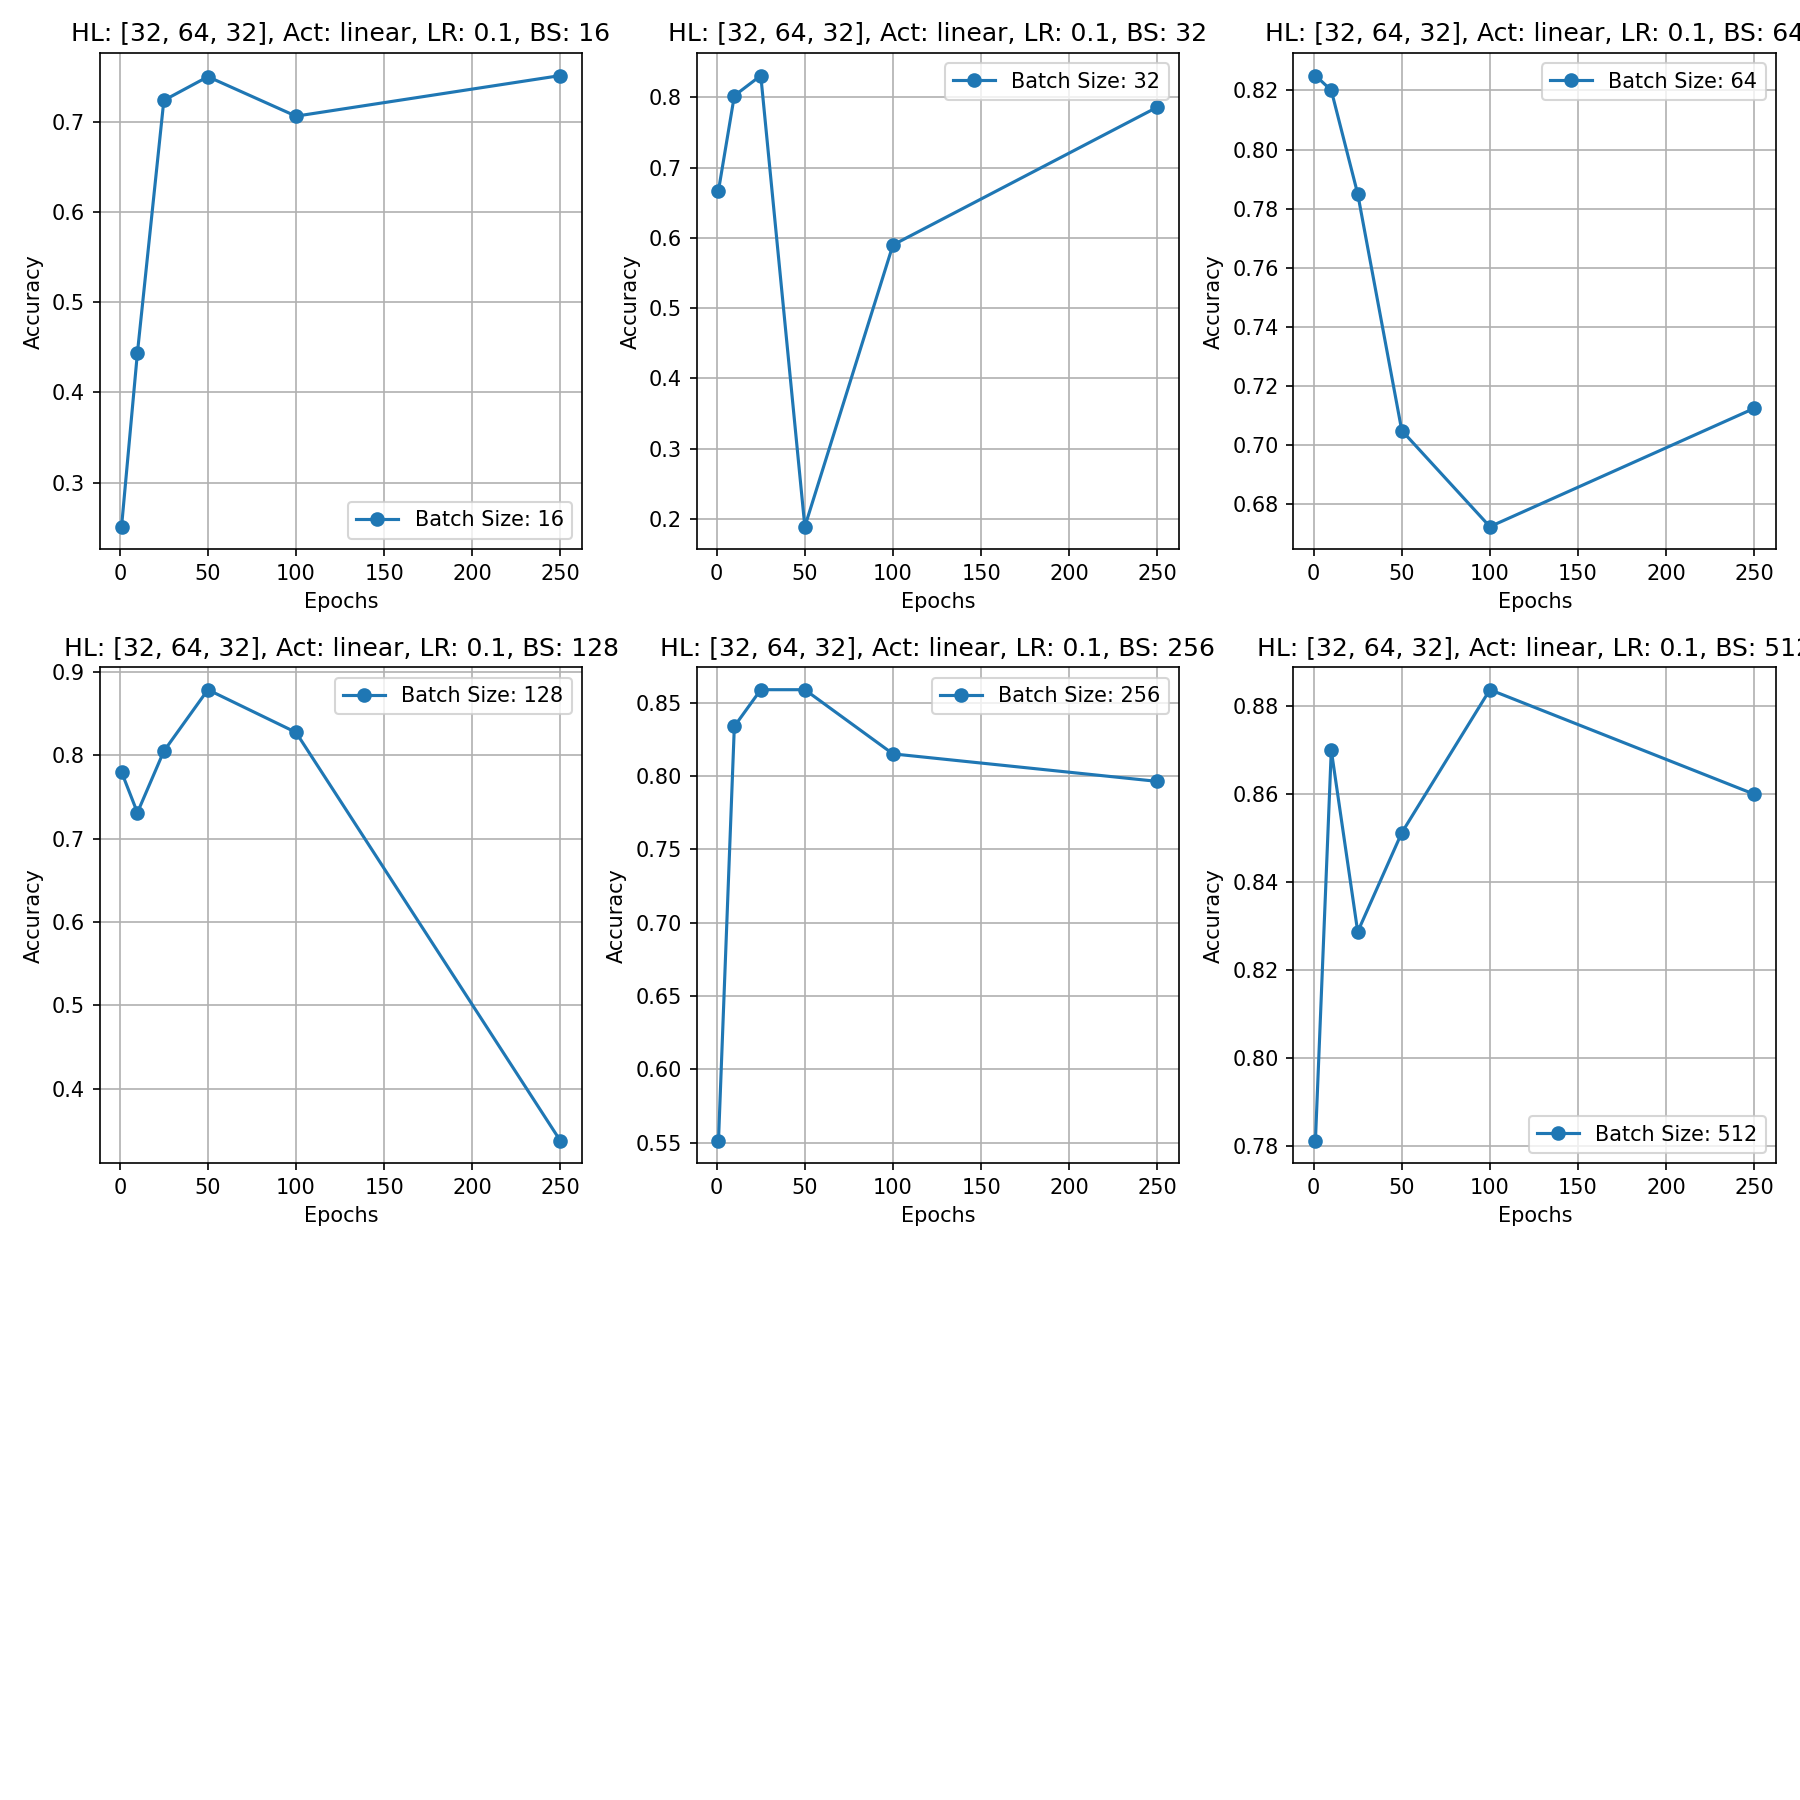 HL: [32, 64, 32], Act: linear, LR: 0.1, BS: 16
Accuracy
0.7
0.6
0.5
0.4
0.3
Batch Size: 16
0 50 100 150 200 250
Epochs
HL: [32, 64, 32], Act: linear, LR: 0.1, BS: 32
Accuracy
0.8
0.7
0.6
0.5
0.4
0.3
0.2
Batch Size: 32
0 50 100 150 200 250
Epochs
HL: [32, 64, 32], Act: linear, LR: 0.1, BS: 64
Accuracy
0.82
0.80
0.78
0.76
0.74
0.72
0.70
0.68
Batch Size: 64
0 50 100 150 200 250
Epochs
HL: [32, 64, 32], Act: linear, LR: 0.1, BS: 128
Accuracy
0.9
0.8
0.7
0.6
0.5
0.4
Batch Size: 128
0 50 100 150 200 250
Epochs
HL: [32, 64, 32], Act: linear, LR: 0.1, BS: 256
Accuracy
0.85
0.80
0.75
0.70
0.65
0.60
0.55
Batch Size: 256
0 50 100 150 200 250
Epochs
HL: [32, 64, 32], Act: linear, LR: 0.1, BS: 512
Accuracy
0.88
0.86
0.84
0.82
0.80
0.78
Batch Size: 512
0 50 100 150 200 250
Epochs